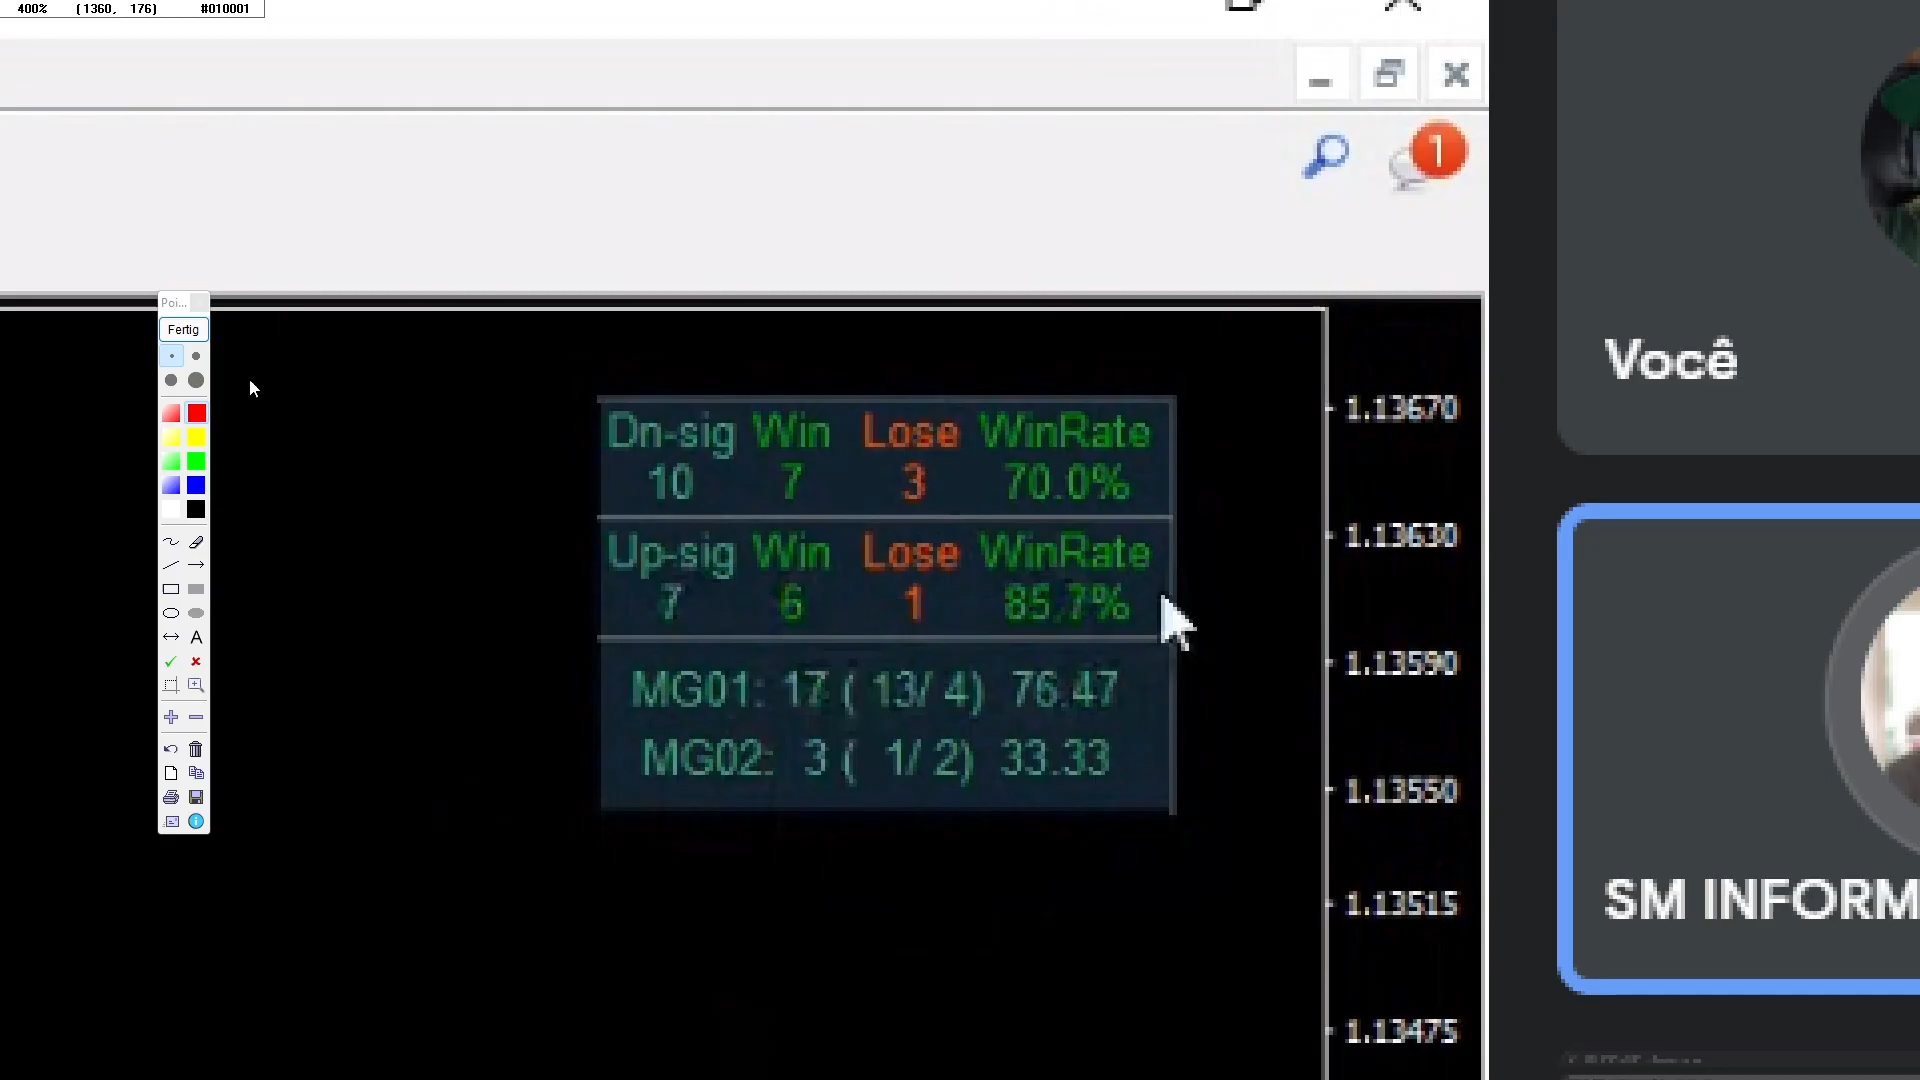 400% (1360, 176) #010001
1
Poi...
Fertig
A
Você
Dn-sig Win Lose WinRate
10 7 3 70.0%
Up-sig Win Lose WinRate
7 6 1 85.7%
MG01: 17 ( 13/ 4) 76.47
MG02: 3 ( 1/ 2) 33.33
1.13670
1.13630
1.13590
1.13550
1.13515
1.13475
SM INFORM